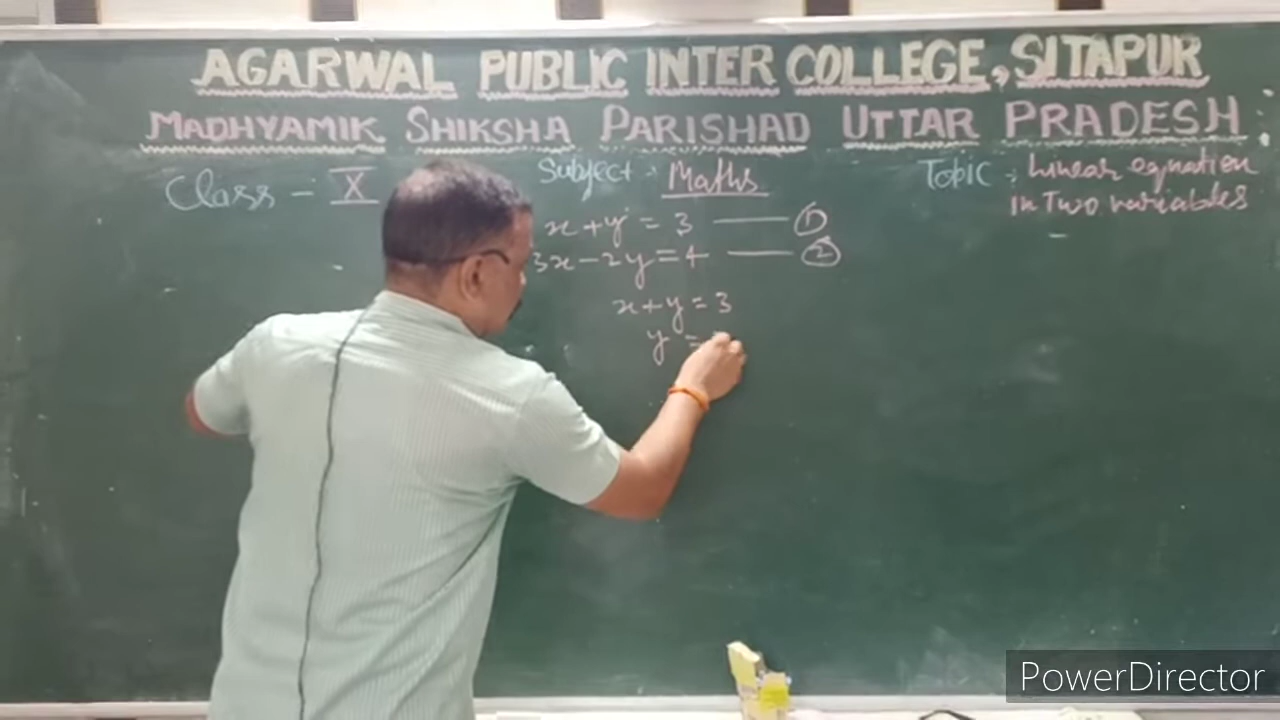 AGARWAL PUBLIC INTER COLLEGE, SITAPUR
MADHYAMIK SHIKSHA PARISHAD UTTAR PRADESH
Class - X
Subject : Maths
Topic : Linear equation
in Two variables
x + y = 3 —— ①
3x - 2y = 4 —— ②
x + y = 3
y =
PowerDirector